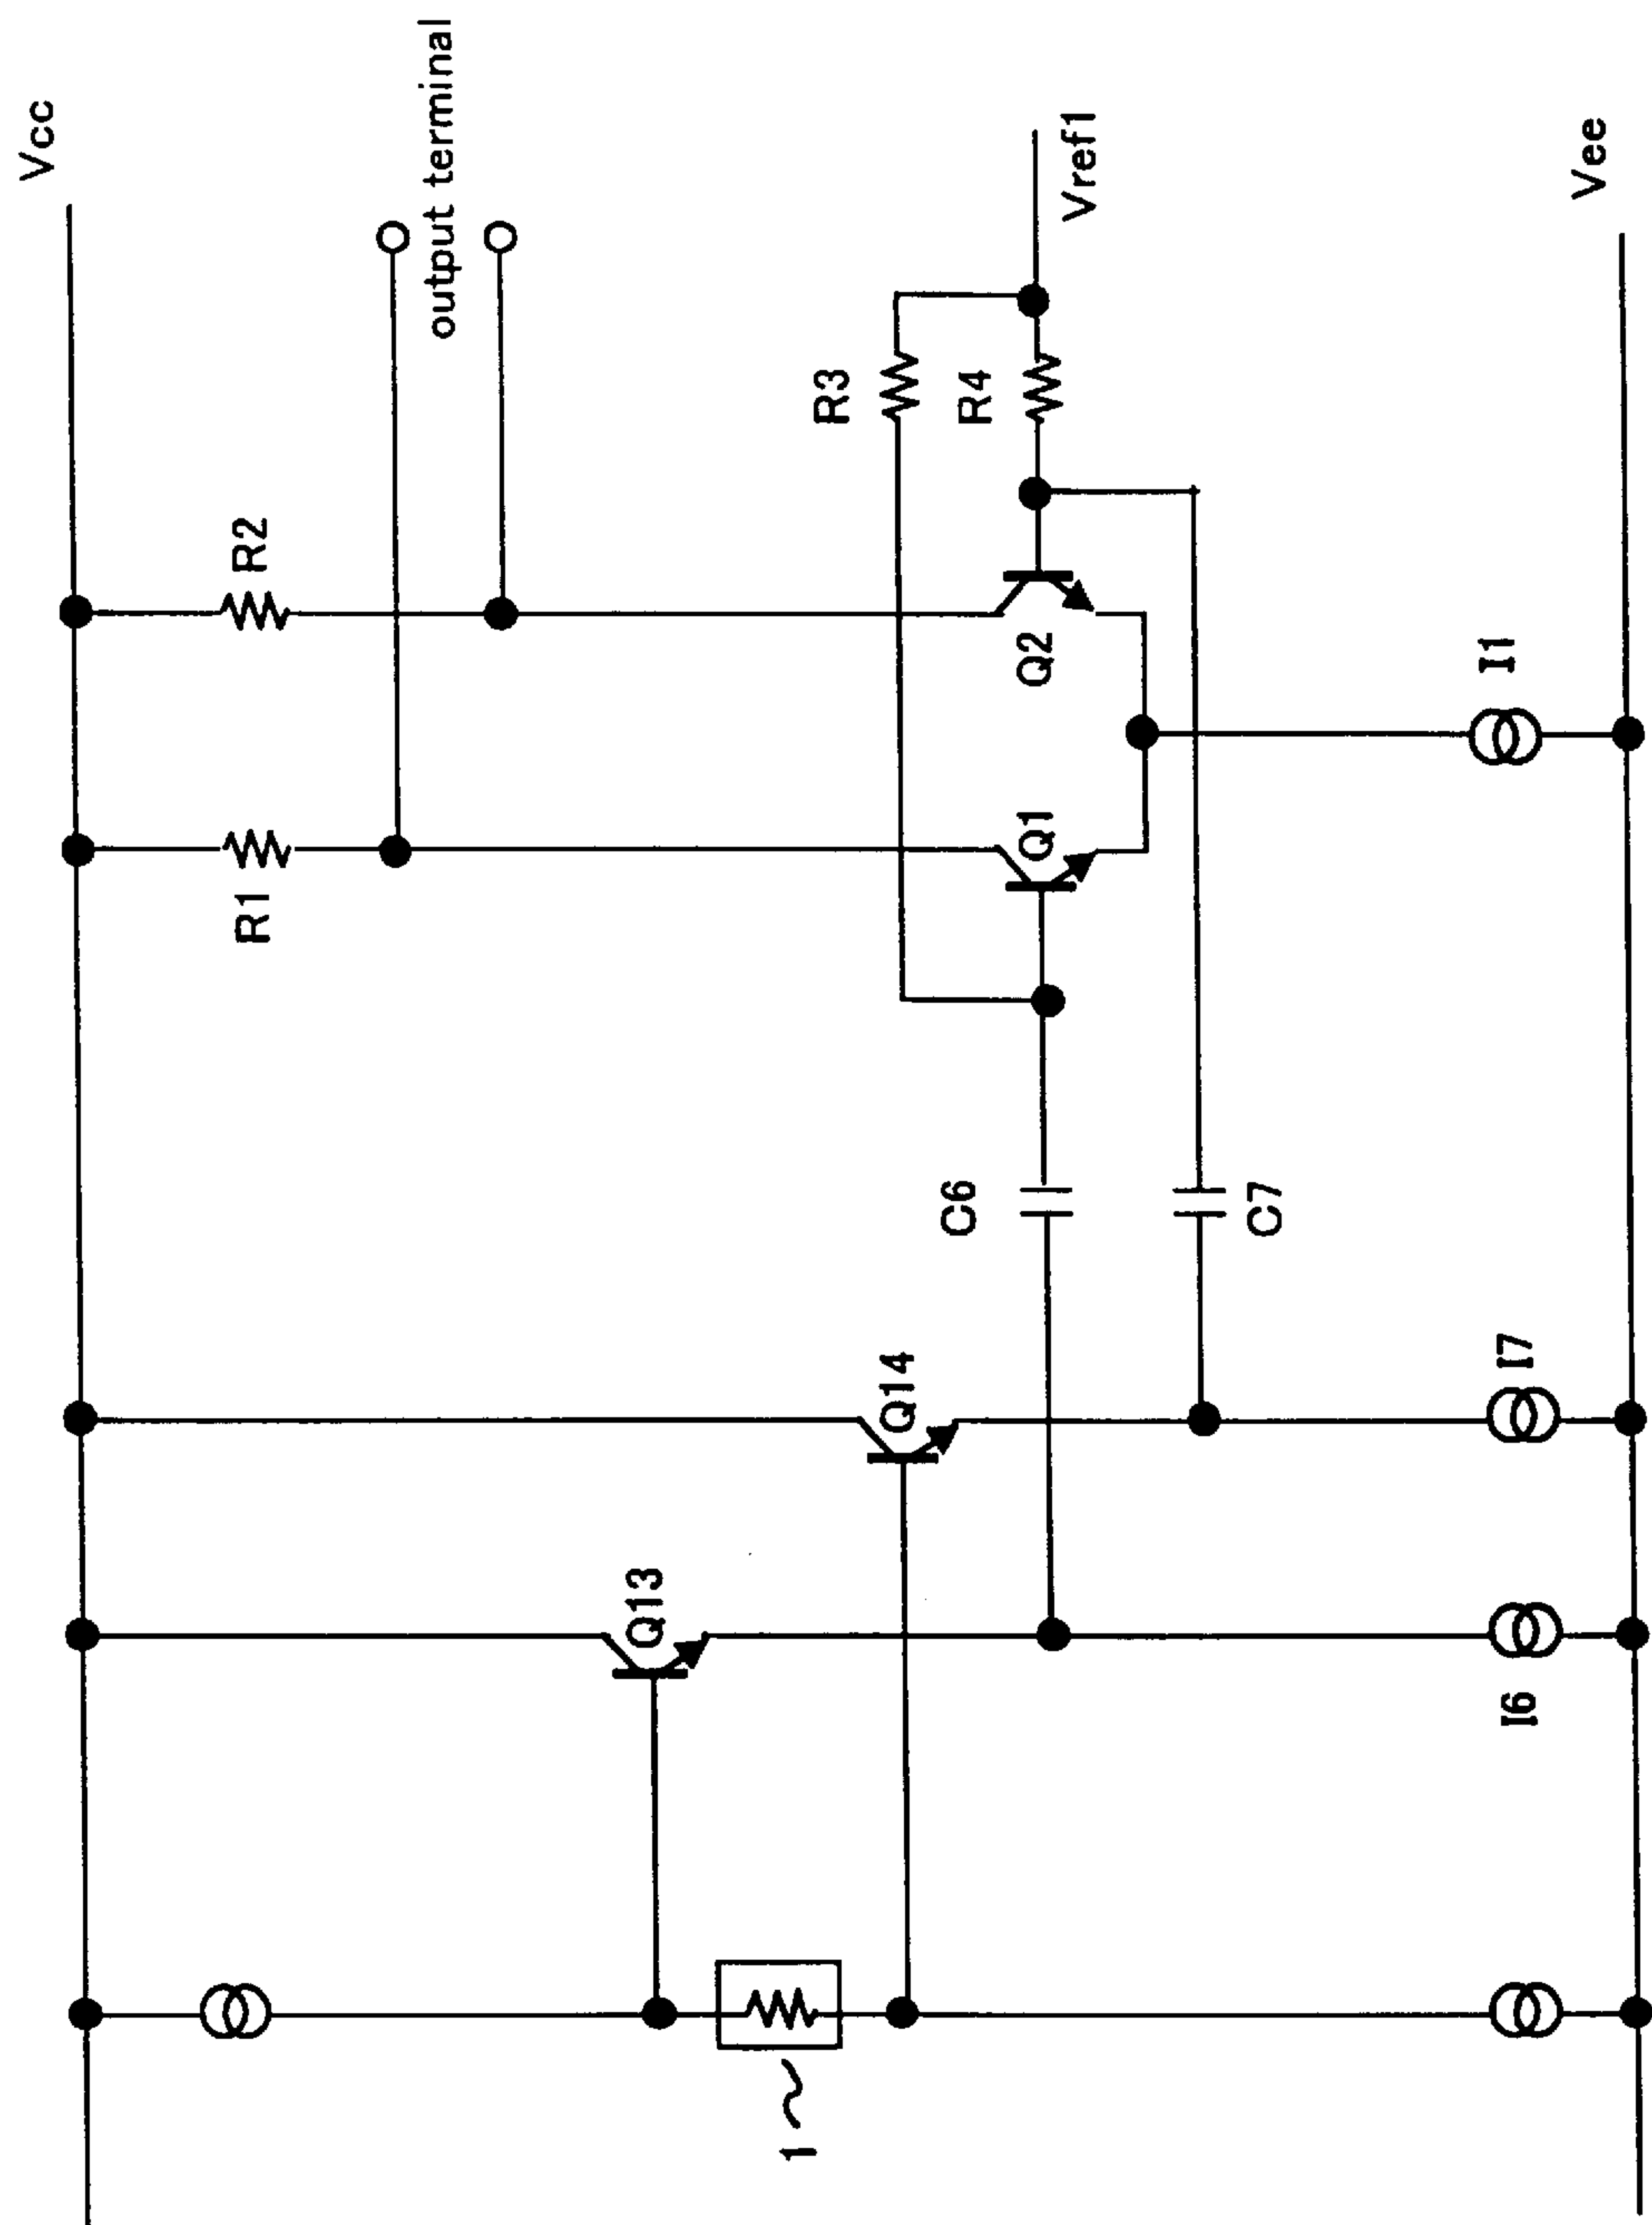 Vcc
output terminal
R2
R1
R3
R4
Vref1
Q2
Q1
C6
C7
Q14
Q13
I1
I7
I6
Vee
1